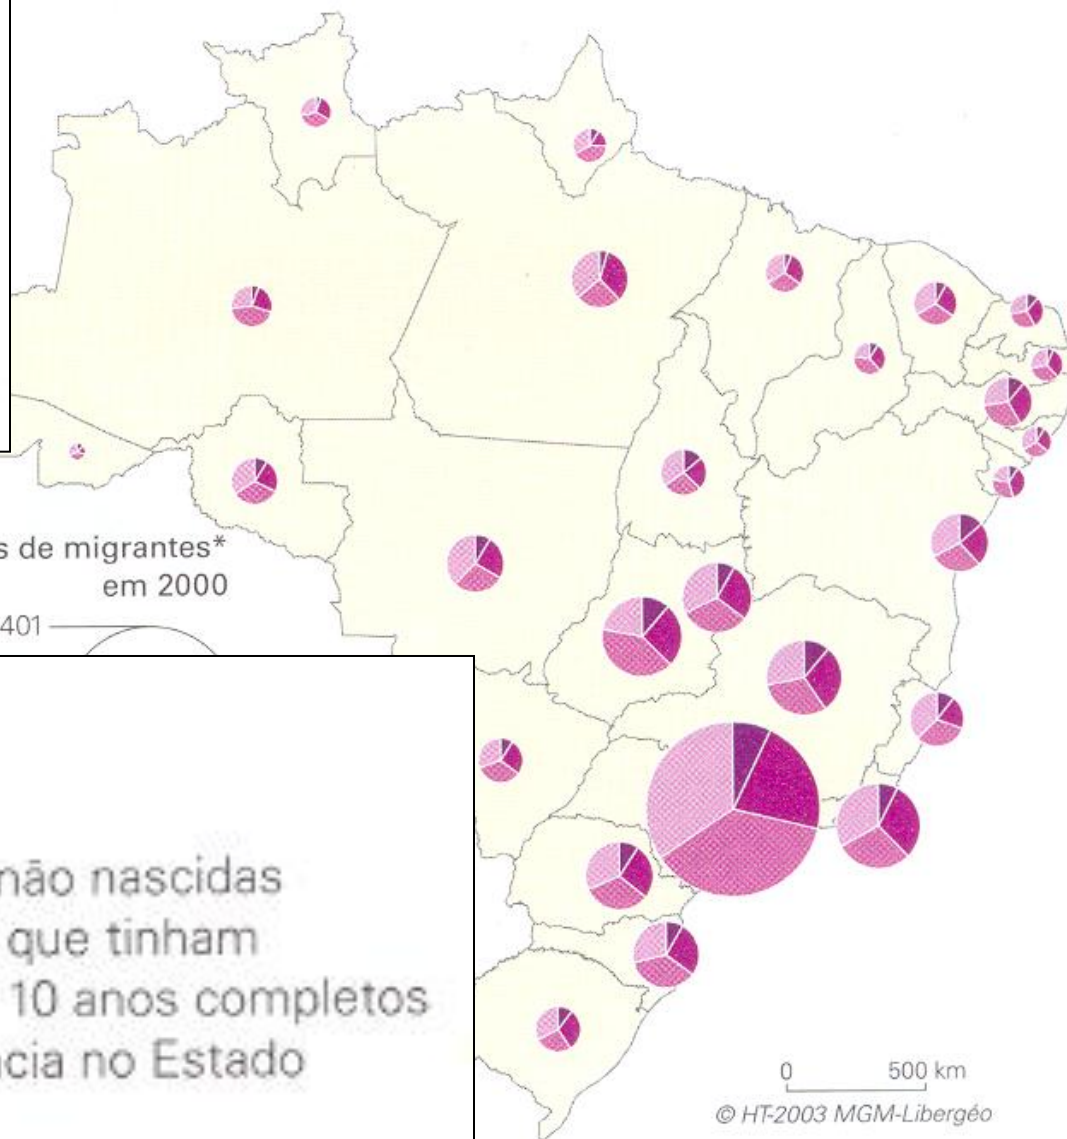 s de migrantes*
em 2000
401
não nascidas
que tinham
10 anos completos
cia no Estado
0 500 km
© HT-2003 MGM-Libergéo